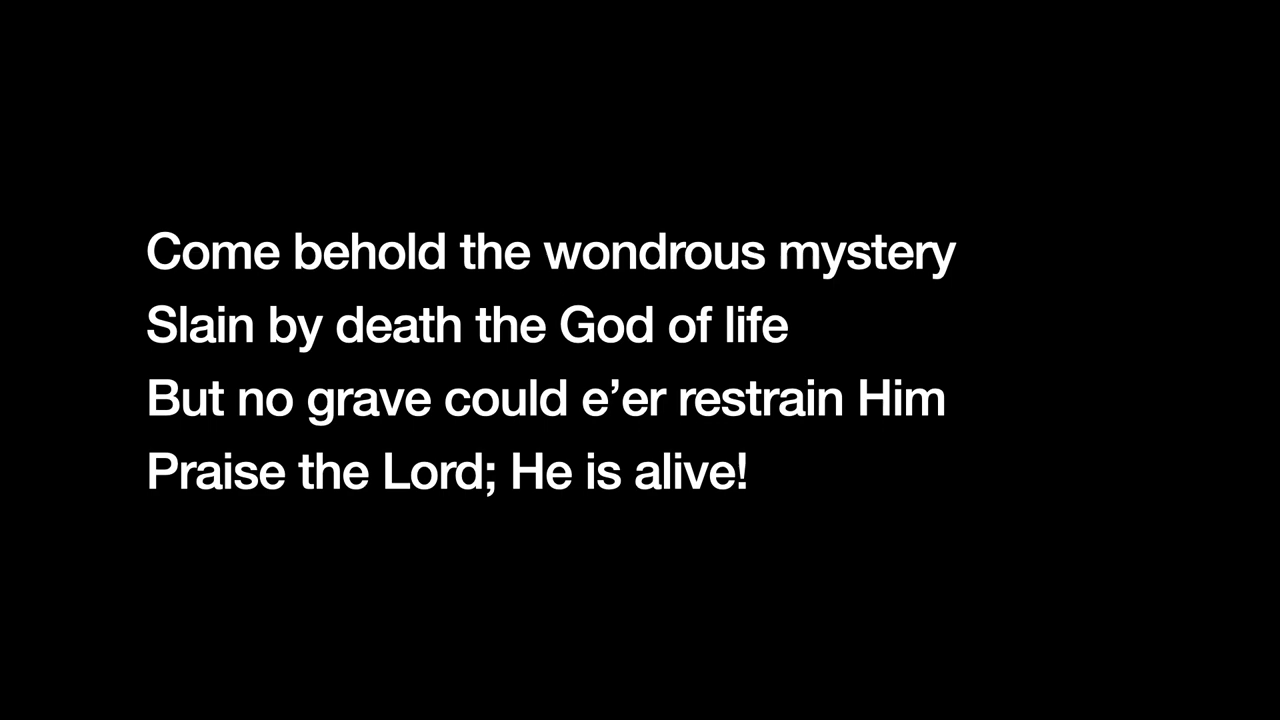 Come behold the wondrous mystery
Slain by death the God of life
But no grave could e’er restrain Him
Praise the Lord; He is alive!